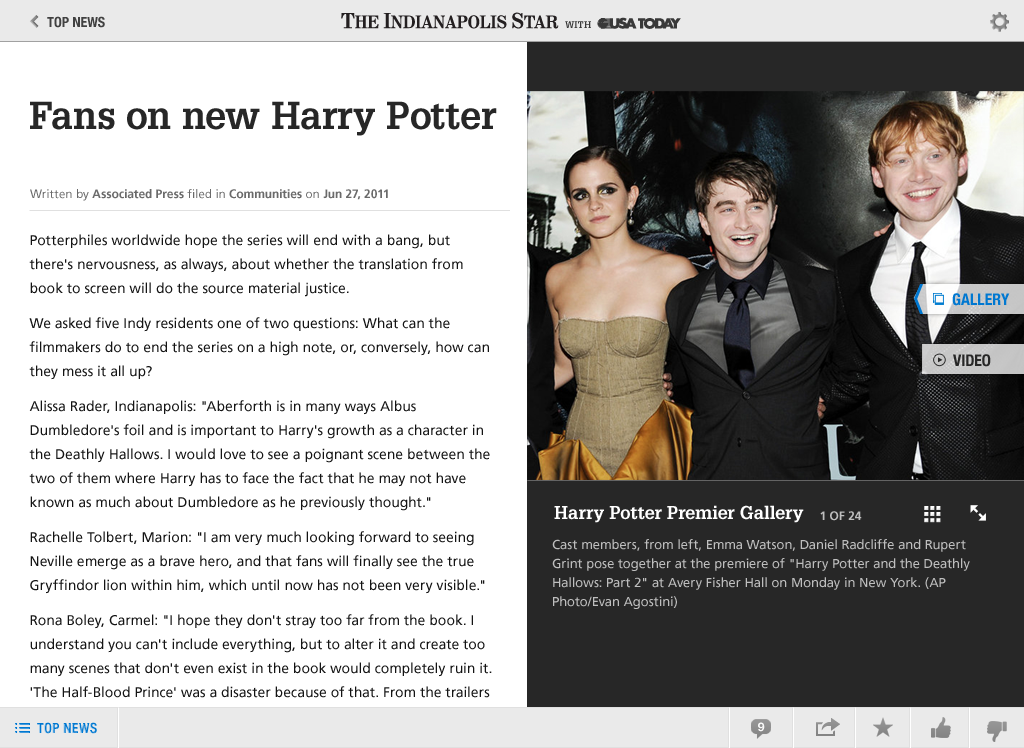 TOP NEWS
THE INDIANAPOLIS STAR WITH USA TODAY
Fans on new Harry Potter
Written by Associated Press filed in Communities on Jun 27, 2011
Potterphiles worldwide hope the series will end with a bang, but
there's nervousness, as always, about whether the translation from
book to screen will do the source material justice.
We asked five Indy residents one of two questions: What can the
filmmakers do to end the series on a high note, or, conversely, how can
they mess it all up?
Alissa Rader, Indianapolis: "Aberforth is in many ways Albus
Dumbledore's foil and is important to Harry's growth as a character in
the Deathly Hallows. I would love to see a poignant scene between the
two of them where Harry has to face the fact that he may not have
known as much about Dumbledore as he previously thought."
Rachelle Tolbert, Marion: "I am very much looking forward to seeing
Neville emerge as a brave hero, and that fans will finally see the true
Gryffindor lion within him, which until now has not been very visible."
Rona Boley, Carmel: "I hope they don't stray too far from the book. I
understand you can't include everything, but to alter it and create too
many scenes that don't even exist in the book would completely ruin it.
'The Half-Blood Prince' was a disaster because of that. From the trailers
L
GALLERY
VIDEO
Harry Potter Premier Gallery 1 OF 24
Cast members, from left, Emma Watson, Daniel Radcliffe and Rupert
Grint pose together at the premiere of "Harry Potter and the Deathly
Hallows: Part 2" at Avery Fisher Hall on Monday in New York. (AP
Photo/Evan Agostini)
TOP NEWS
9